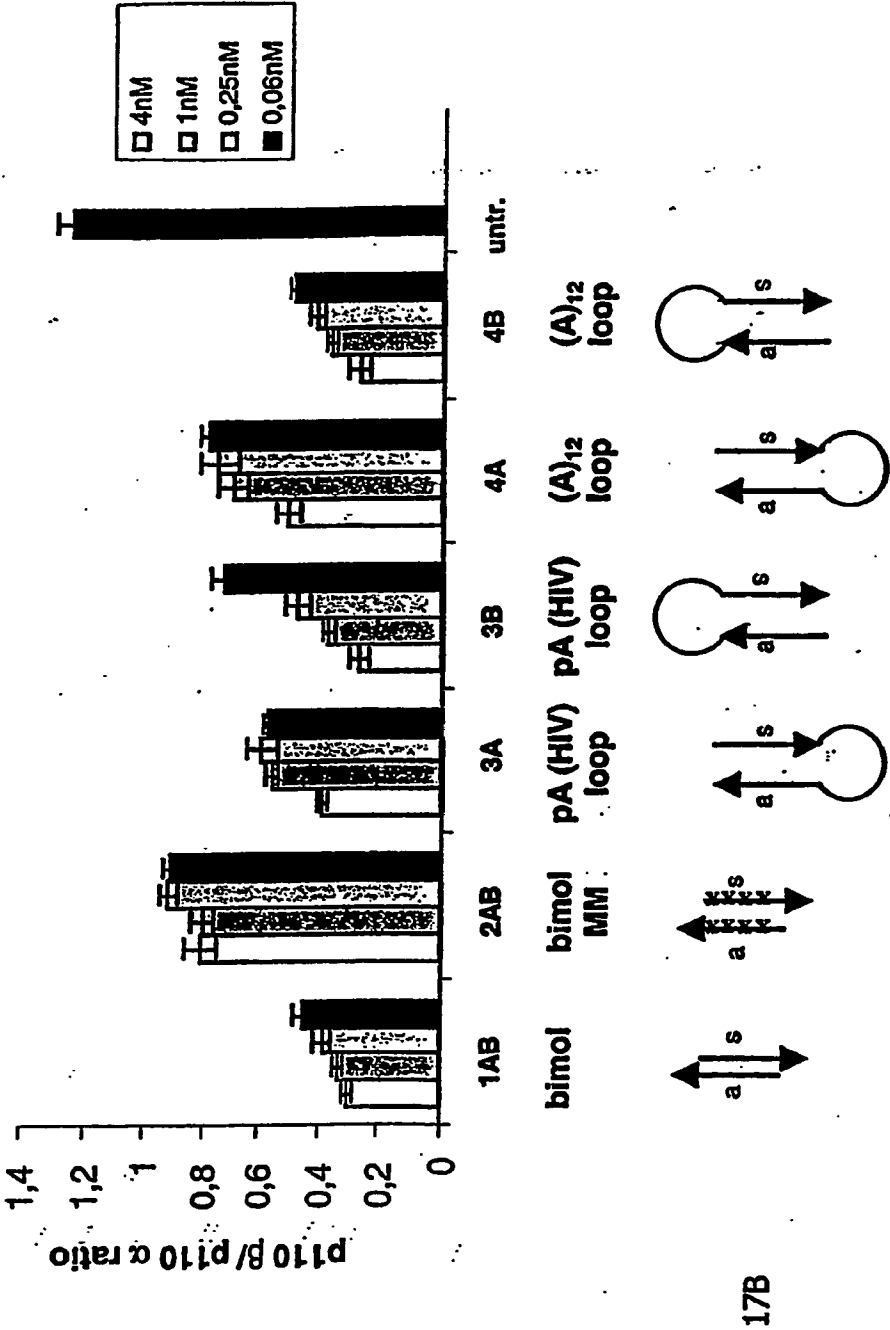 4nM
1nM
0,25nM
0,06nM
p110 β/ p110 α ratio
1,4
1,2
1
0,8
0,6
0,4
0,2
0
1AB
2AB
3A
3B
4A
4B
untr.
bimol
bimol MM
pA (HIV) loop
pA (HIV) loop
(A)12 loop
(A)12 loop
a s
a s
a s
a s
a s
a s
17B